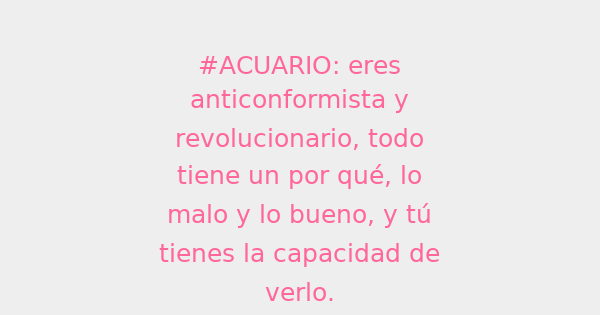 #ACUARIO: eres
anticonformista y
revolucionario, todo
tiene un por qué, lo
malo y lo bueno, y tú
tienes la capacidad de
verlo.